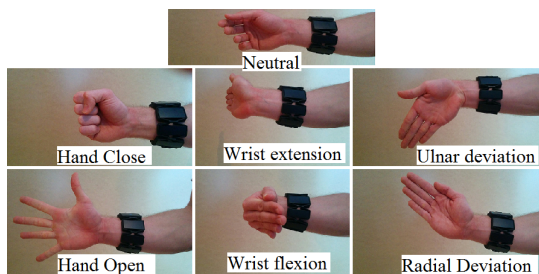 Neutral
Hand Close
Wrist extension
Ulnar deviation
Hand Open
Wrist flexion
Radial Deviation